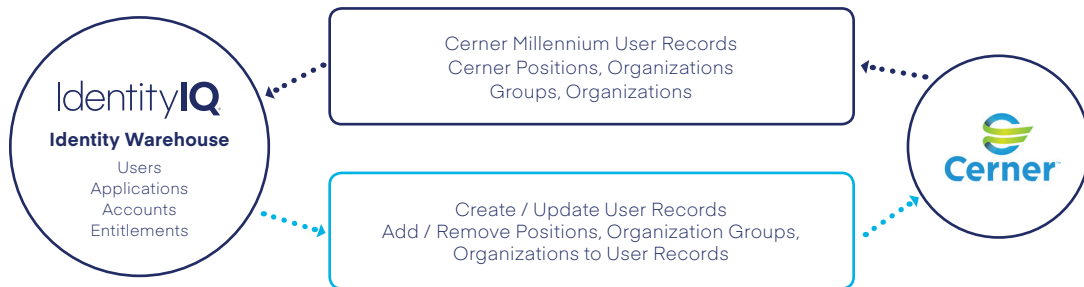 IdentityIQ
Identity Warehouse
Users
Applications
Accounts
Entitlements
Cerner Millennium User Records
Cerner Positions, Organizations
Groups, Organizations
Create / Update User Records
Add / Remove Positions, Organization Groups,
Organizations to User Records
Cerner™